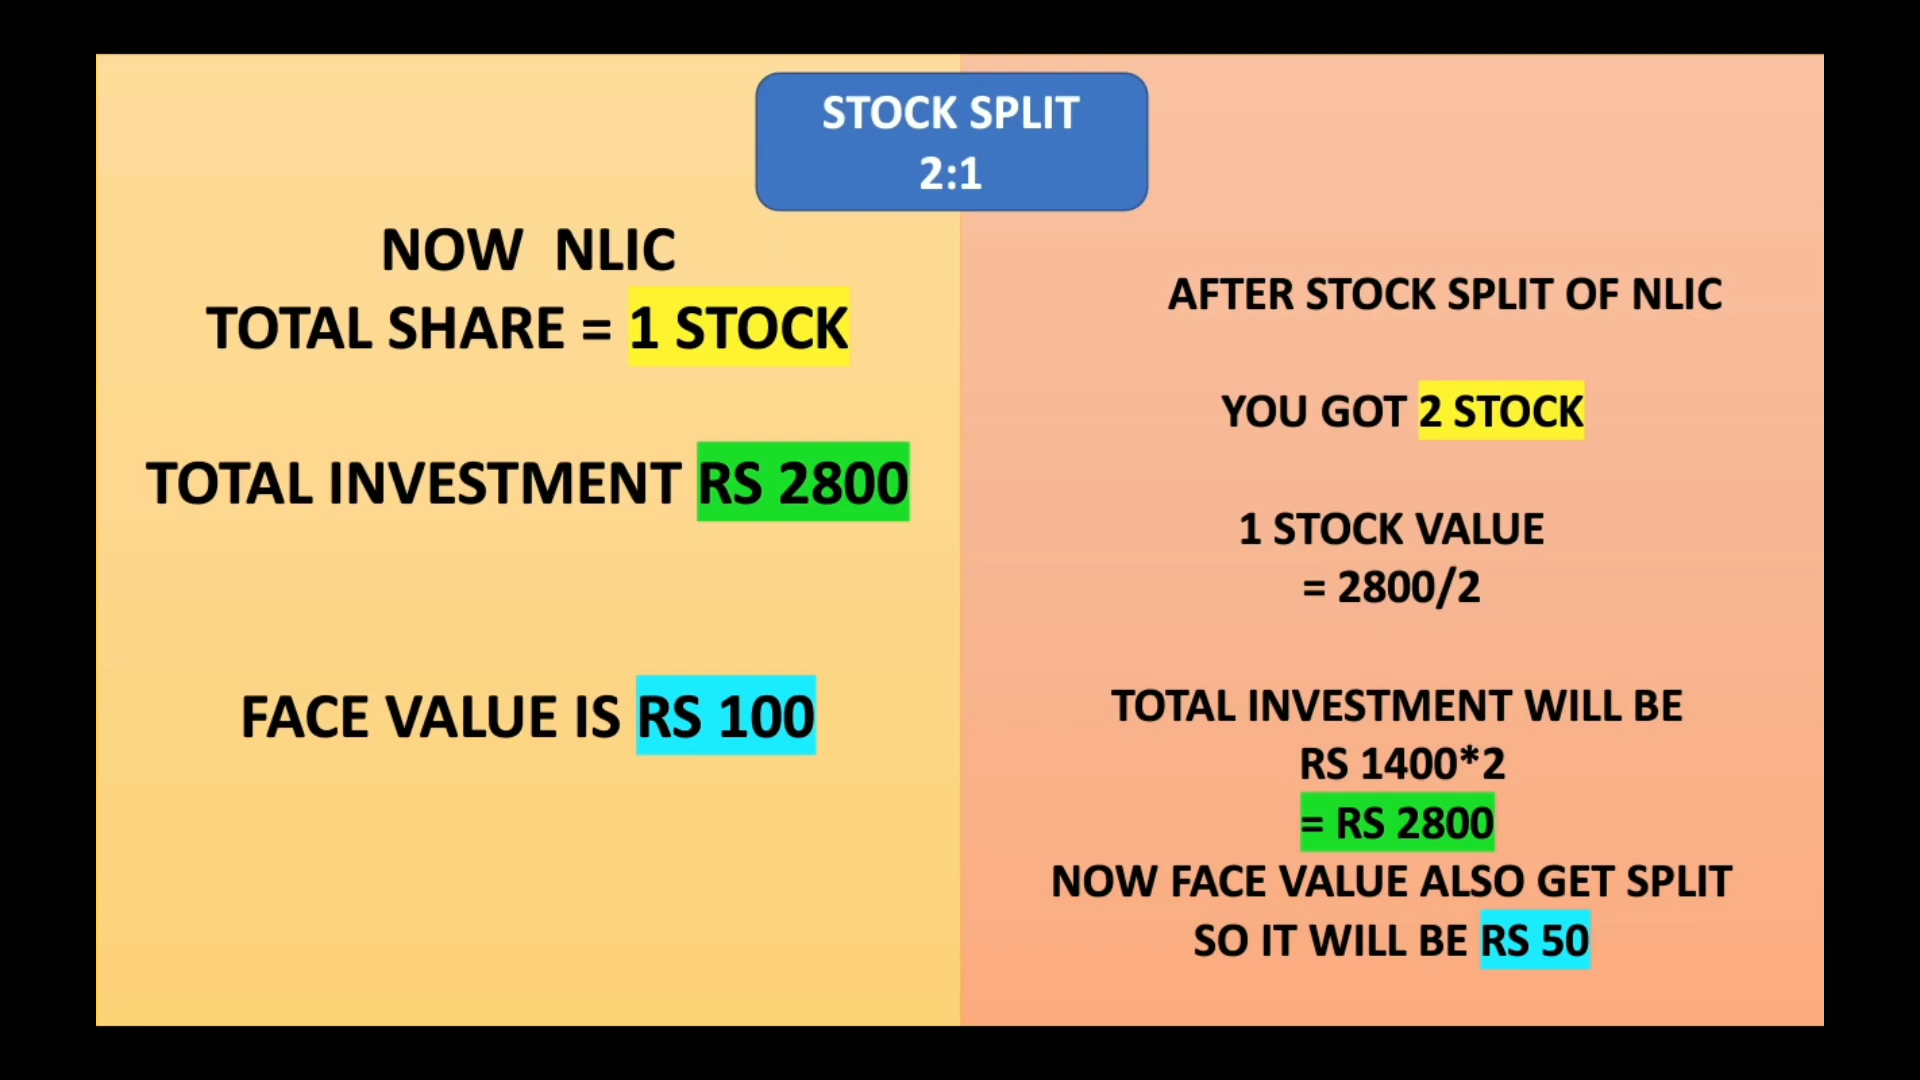 STOCK SPLIT
2:1
NOW NLIC
TOTAL SHARE = 1 STOCK
TOTAL INVESTMENT RS 2800
FACE VALUE IS RS 100
AFTER STOCK SPLIT OF NLIC
YOU GOT 2 STOCK
1 STOCK VALUE
= 2800/2
TOTAL INVESTMENT WILL BE
RS 1400*2
= RS 2800
NOW FACE VALUE ALSO GET SPLIT
SO IT WILL BE RS 50